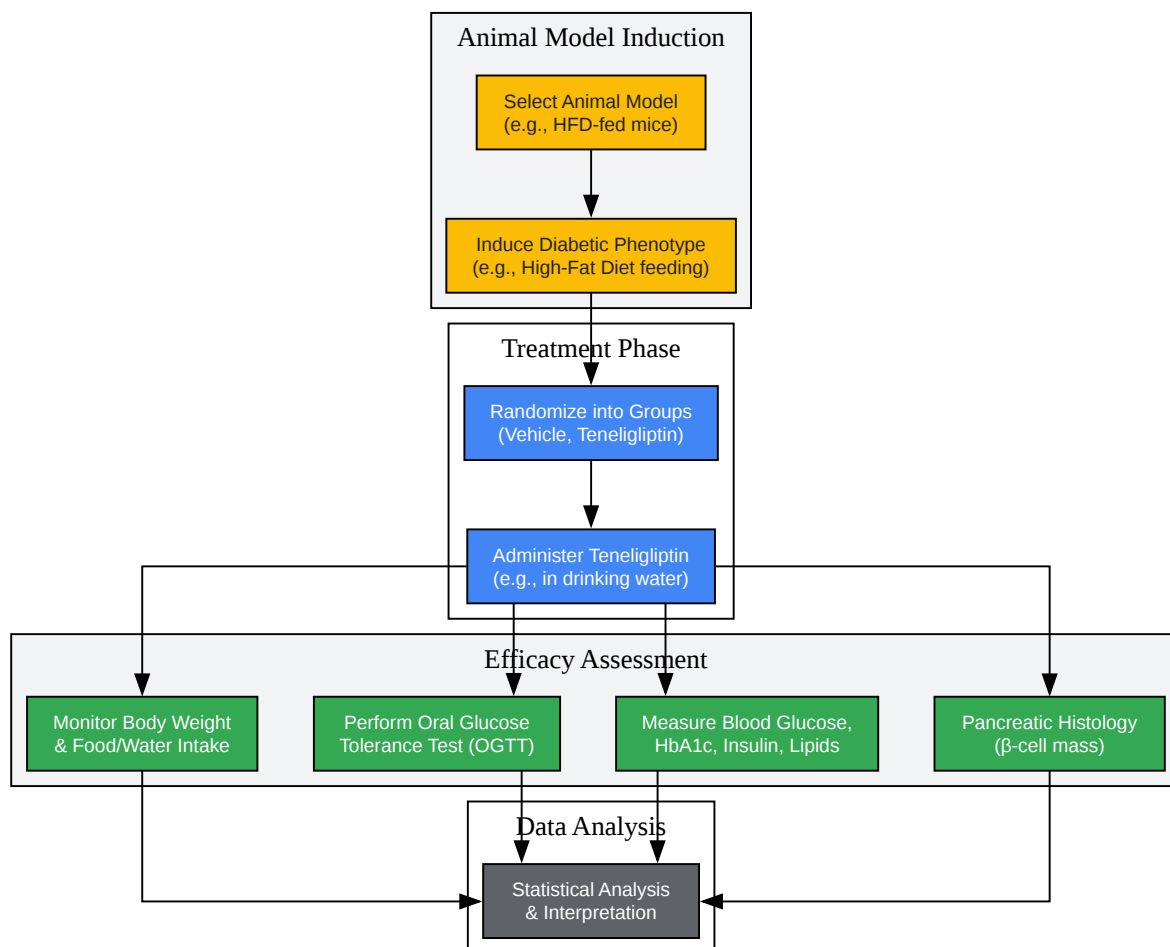 Animal Model Induction
Select Animal Model
(e.g., HFD-fed mice)
Induce Diabetic Phenotype
(e.g., High-Fat Diet feeding)
Treatment Phase
Randomize into Groups
(Vehicle, Teneligliptin)
Administer Teneligliptin
(e.g., in drinking water)
Efficacy Assessment
Monitor Body Weight
& Food/Water Intake
Perform Oral Glucose
Tolerance Test (OGTT)
Measure Blood Glucose,
HbA1c, Insulin, Lipids
Pancreatic Histology
(β-cell mass)
Data Analysis
Statistical Analysis
& Interpretation